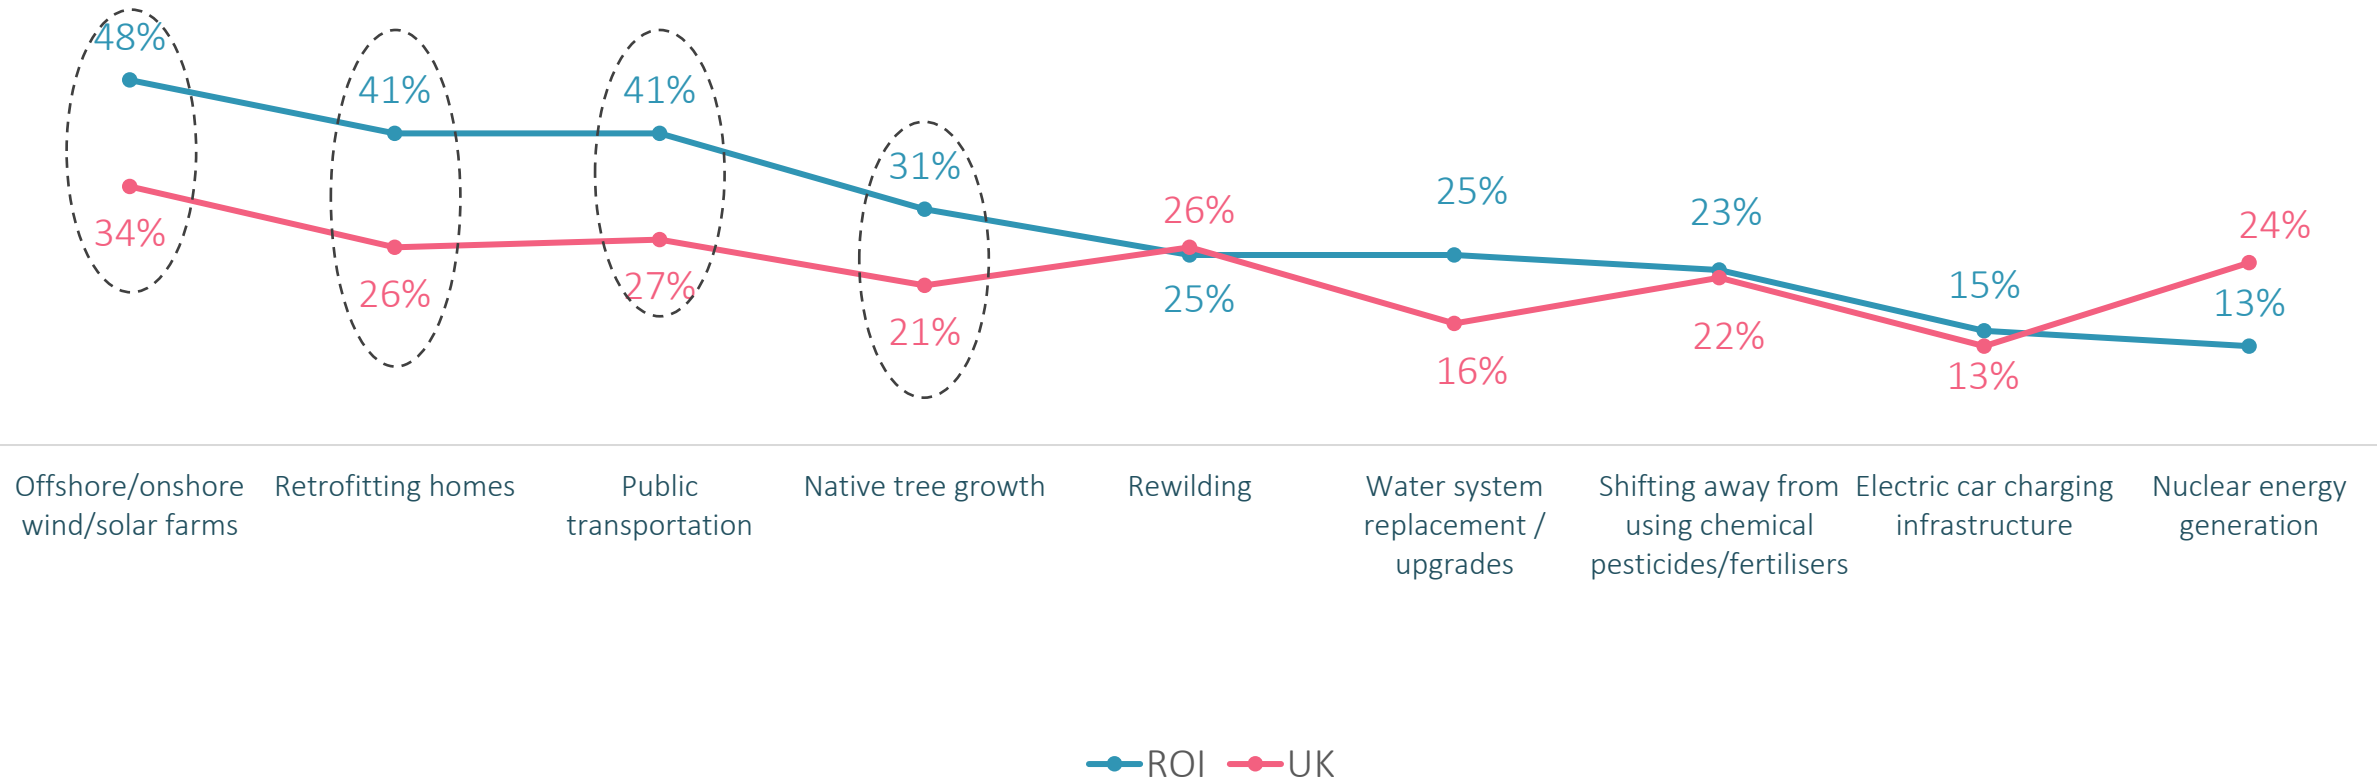 48%
41%
41%
31%
26%
25%
23%
15%
24%
13%
34%
26%
27%
21%
25%
16%
22%
13%
Offshore/onshore
wind/solar farms
Retrofitting homes
Public
transportation
Native tree growth
Rewilding
Water system
replacement /
upgrades
Shifting away from
using chemical
pesticides/fertilisers
Electric car charging
infrastructure
Nuclear energy
generation
ROI
UK